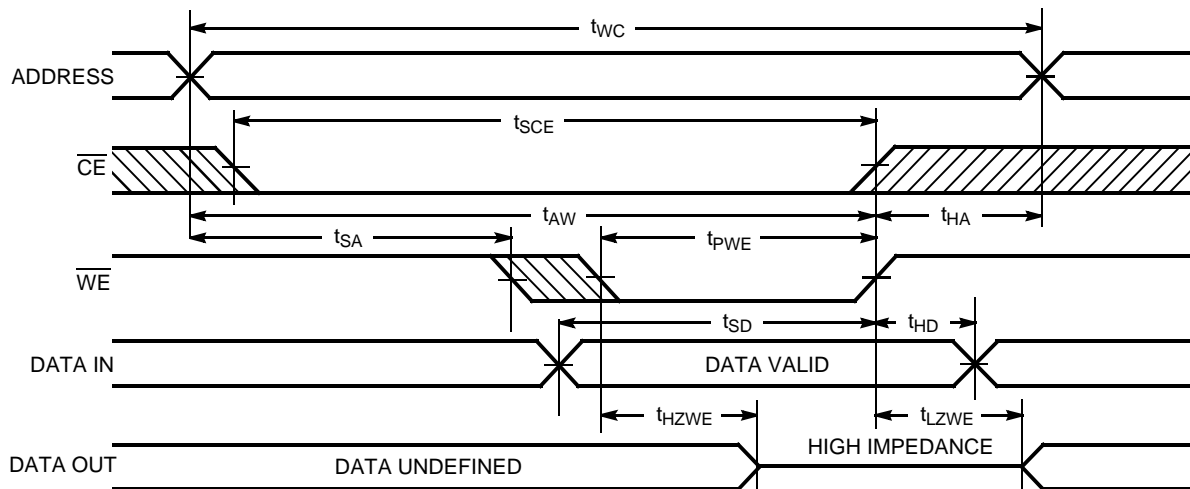 tWC
ADDRESS
tSCE
CE
tAW
tHA
tSA
tPWE
WE
tSD
tHD
DATA IN
DATA VALID
tHZWE
tLZWE
HIGH IMPEDANCE
DATA OUT
DATA UNDEFINED